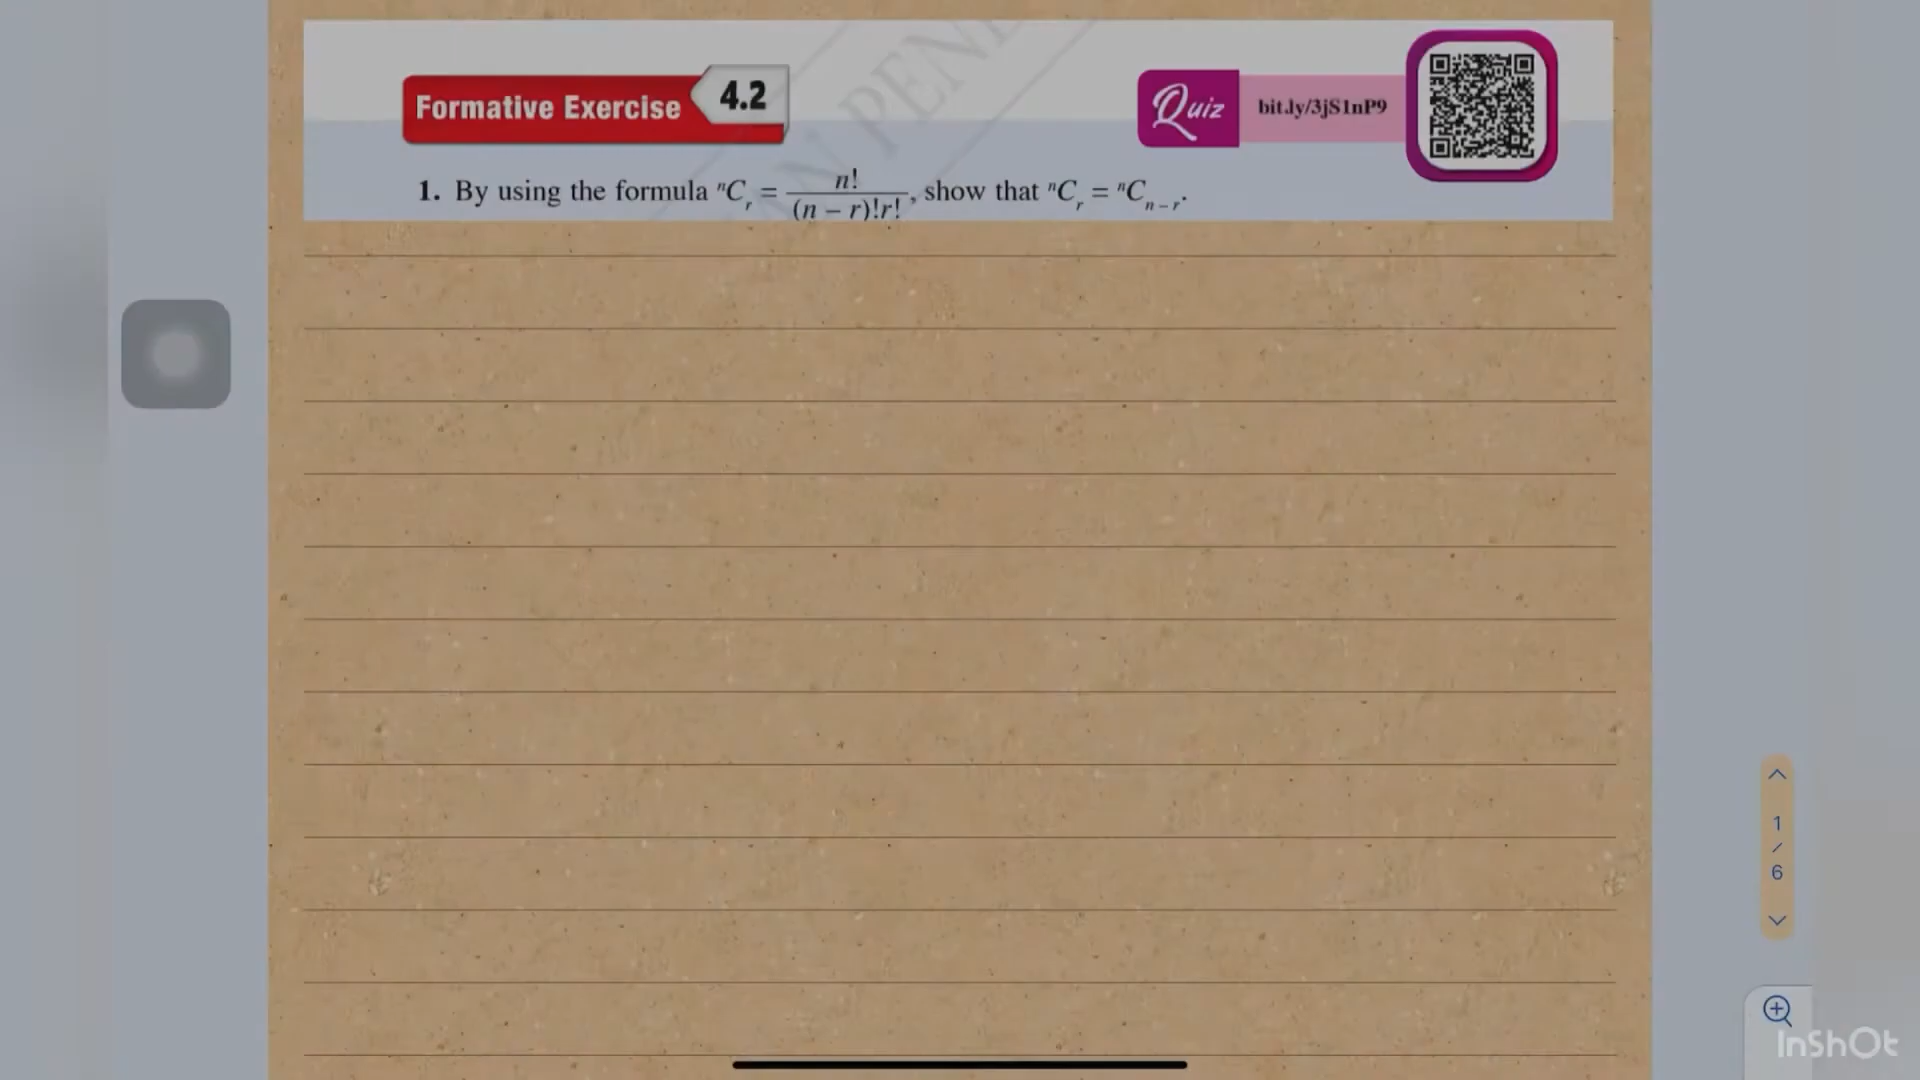 Formative Exercise 4.2
Quiz bit.ly/3jS1nP9
1. By using the formula ⁿCᵣ = n!/(n – r)!r!, show that ⁿCᵣ = ⁿCₙ₋ᵣ.
1
/
6
InShOt